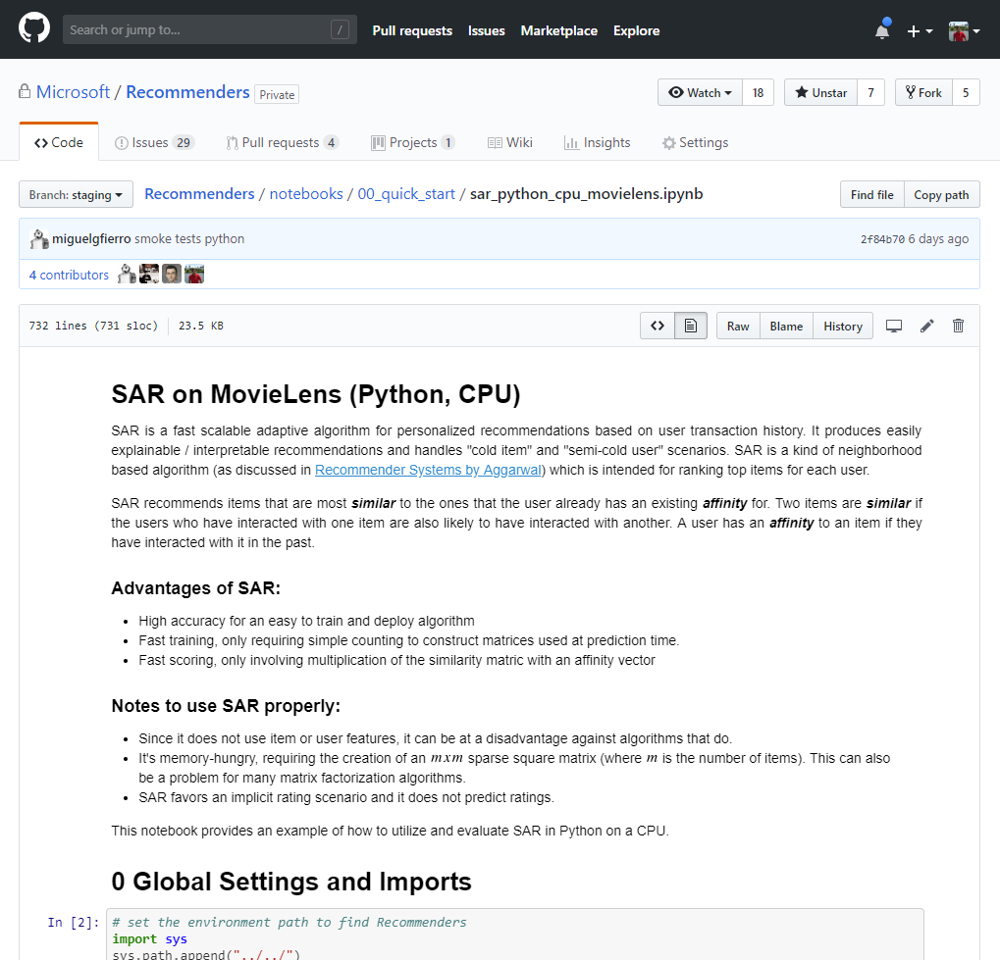 Search or jump to... / Pull requests Issues Marketplace Explore
Microsoft / Recommenders Private Watch 18 Unstar 7 Fork 5
Code Issues 29 Pull requests 4 Projects 1 Wiki Insights Settings
Branch: staging Recommenders / notebooks / 00_quick_start / sar_python_cpu_movielens.ipynb Find file Copy path
miguelgfierro smoke tests python 2f84b70 6 days ago
4 contributors
732 lines (731 sloc) 23.5 KB Raw Blame History
SAR on MovieLens (Python, CPU)
SAR is a fast scalable adaptive algorithm for personalized recommendations based on user transaction history. It produces easily
explainable / interpretable recommendations and handles "cold item" and "semi-cold user" scenarios. SAR is a kind of neighborhood
based algorithm (as discussed in Recommender Systems by Aggarwal) which is intended for ranking top items for each user.
SAR recommends items that are most similar to the ones that the user already has an existing affinity for. Two items are similar if
the users who have interacted with one item are also likely to have interacted with another. A user has an affinity to an item if they
have interacted with it in the past.
Advantages of SAR:
• High accuracy for an easy to train and deploy algorithm
• Fast training, only requiring simple counting to construct matrices used at prediction time.
• Fast scoring, only involving multiplication of the similarity matric with an affinity vector
Notes to use SAR properly:
• Since it does not use item or user features, it can be at a disadvantage against algorithms that do.
• It's memory-hungry, requiring the creation of an mxm sparse square matrix (where m is the number of items). This can also
be a problem for many matrix factorization algorithms.
• SAR favors an implicit rating scenario and it does not predict ratings.
This notebook provides an example of how to utilize and evaluate SAR in Python on a CPU.
0 Global Settings and Imports
In [2]: # set the environment path to find Recommenders
import sys
sys.path.append("../../")